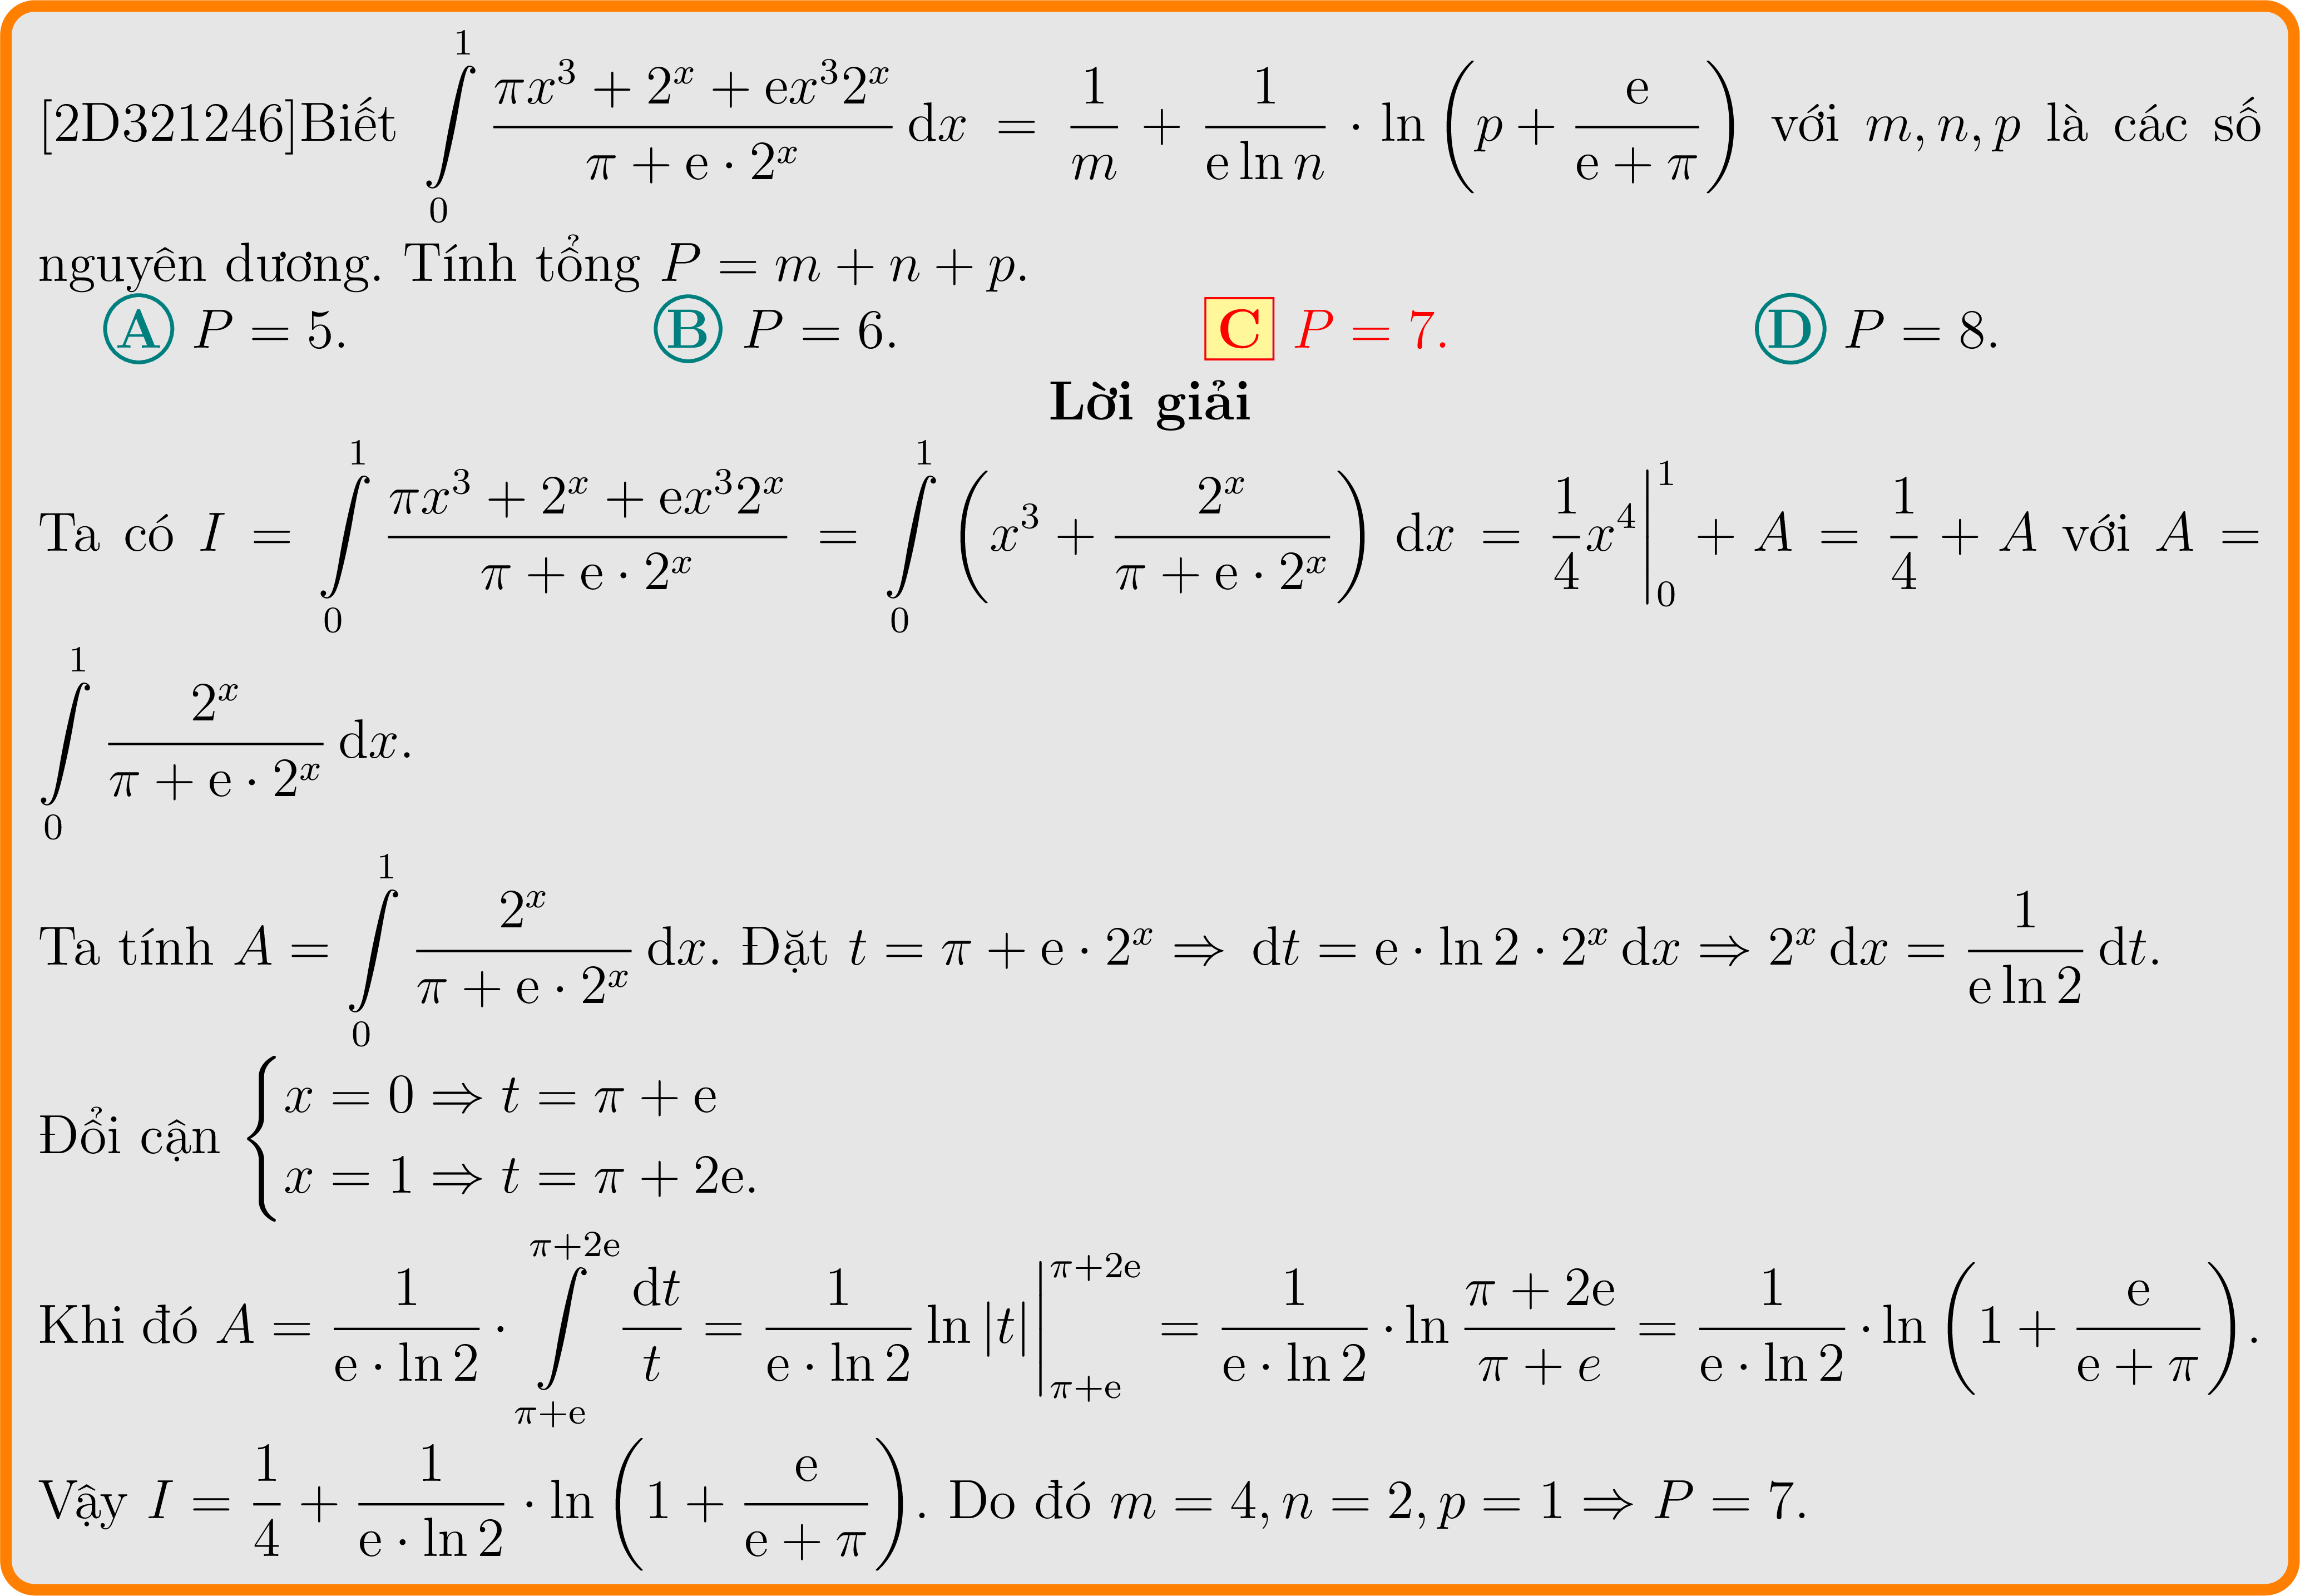 [2D321246]Biết $\int\limits_0^1 \frac{\pi x^3 + 2^x + \mathrm{e}x^3 2^x}{\pi + \mathrm{e} \cdot 2^x} \, \mathrm{d}x = \frac{1}{m} + \frac{1}{\mathrm{e} \ln n} \cdot \ln \left( p + \frac{\mathrm{e}}{\mathrm{e} + \pi} \right)$ với $m, n, p$ là các số
nguyên dương. Tính tổng $P = m + n + p$.
A $P = 5$. B $P = 6$. C $P = 7$. D $P = 8$.
Lời giải
Ta có $I = \int\limits_0^1 \frac{\pi x^3 + 2^x + \mathrm{e}x^3 2^x}{\pi + \mathrm{e} \cdot 2^x} = \int\limits_0^1 \left( x^3 + \frac{2^x}{\pi + \mathrm{e} \cdot 2^x} \right) \mathrm{d}x = \frac{1}{4}x^4 \Big|_0^1 + A = \frac{1}{4} + A$ với $A =$
$\int\limits_0^1 \frac{2^x}{\pi + \mathrm{e} \cdot 2^x} \, \mathrm{d}x.$
Ta tính $A = \int\limits_0^1 \frac{2^x}{\pi + \mathrm{e} \cdot 2^x} \, \mathrm{d}x$. Đặt $t = \pi + \mathrm{e} \cdot 2^x \Rightarrow \mathrm{d}t = \mathrm{e} \cdot \ln 2 \cdot 2^x \, \mathrm{d}x \Rightarrow 2^x \, \mathrm{d}x = \frac{1}{\mathrm{e} \ln 2} \, \mathrm{d}t.$
Đổi cận $\begin{cases} x = 0 \Rightarrow t = \pi + \mathrm{e} \\ x = 1 \Rightarrow t = \pi + 2\mathrm{e}. \end{cases}$
Khi đó $A = \frac{1}{\mathrm{e} \cdot \ln 2} \cdot \int\limits_{\pi + \mathrm{e}}^{\pi + 2\mathrm{e}} \frac{\mathrm{d}t}{t} = \frac{1}{\mathrm{e} \cdot \ln 2} \ln |t| \Big|_{\pi + \mathrm{e}}^{\pi + 2\mathrm{e}} = \frac{1}{\mathrm{e} \cdot \ln 2} \cdot \ln \frac{\pi + 2\mathrm{e}}{\pi + e} = \frac{1}{\mathrm{e} \cdot \ln 2} \cdot \ln \left( 1 + \frac{\mathrm{e}}{\mathrm{e} + \pi} \right).$
Vậy $I = \frac{1}{4} + \frac{1}{\mathrm{e} \cdot \ln 2} \cdot \ln \left( 1 + \frac{\mathrm{e}}{\mathrm{e} + \pi} \right)$. Do đó $m = 4, n = 2, p = 1 \Rightarrow P = 7.$